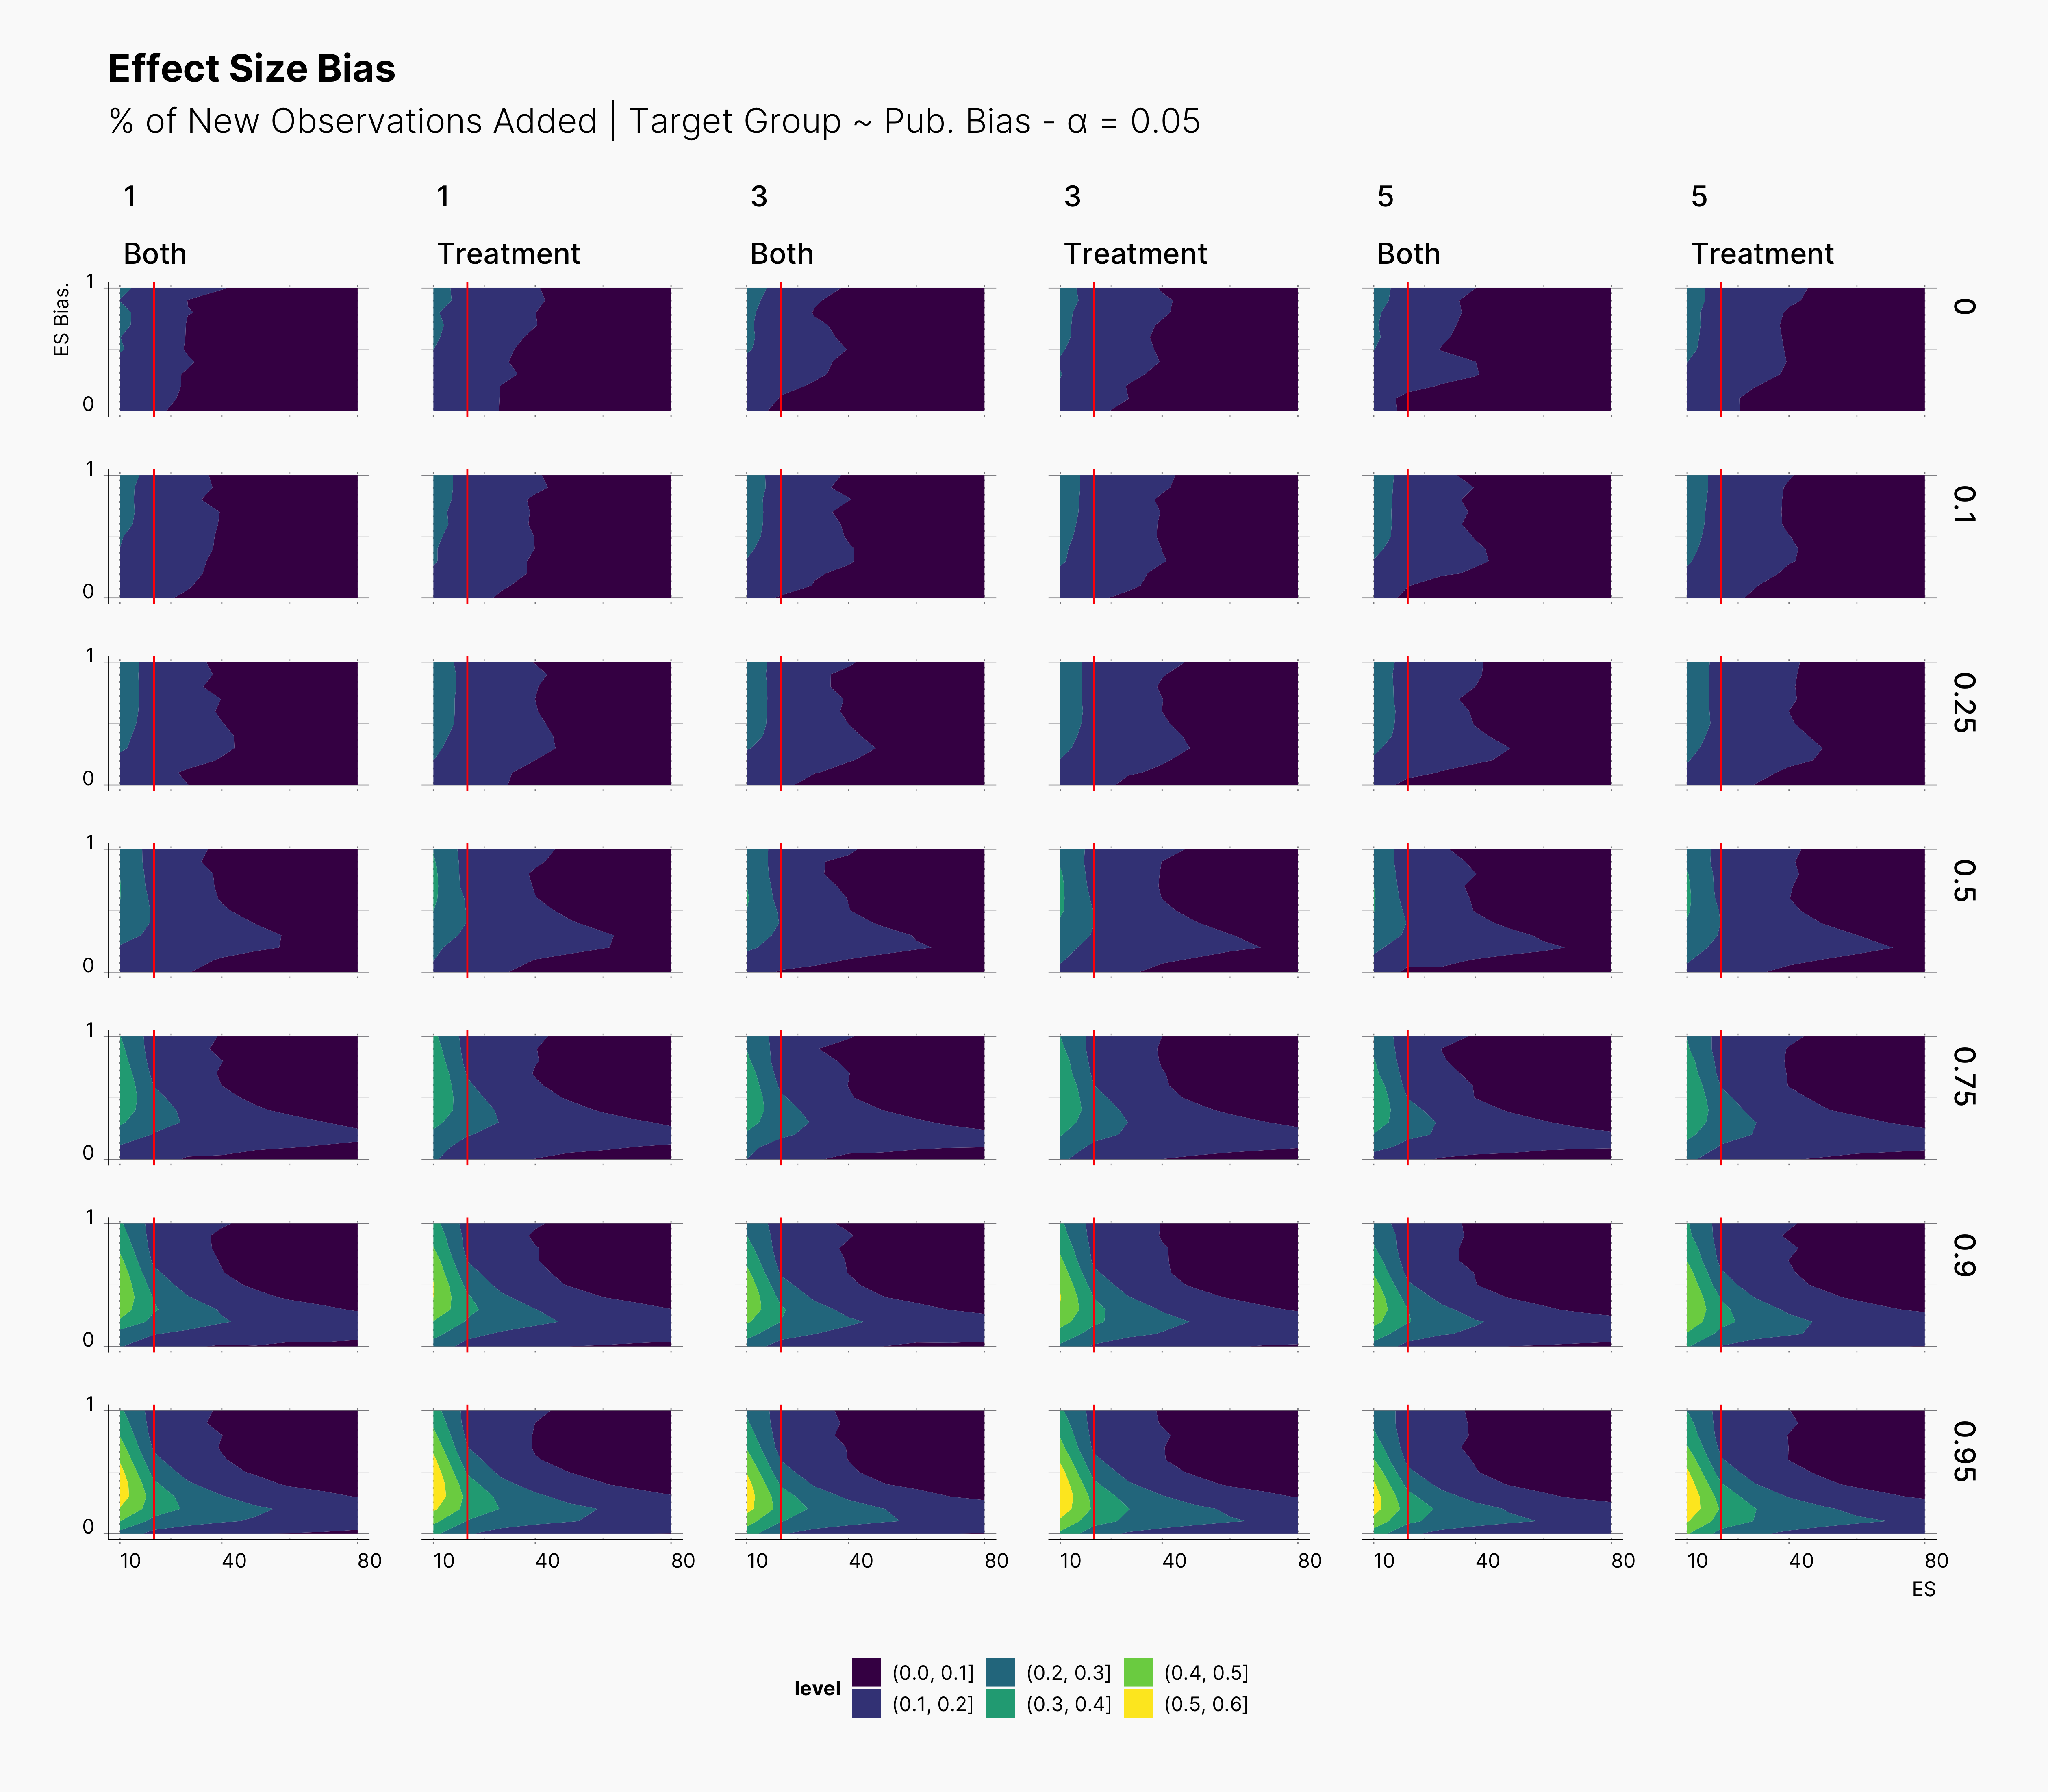 Effect Size Bias
% of New Observations Added | Target Group ~ Pub. Bias - α = 0.05
1 1 3 3 5 5
Both Treatment Both Treatment Both Treatment
ES Bias.
1
0
0
1
0
0.1
1
0
0.25
1
0
0.5
1
0
0.75
1
0
0.9
1
0
0.95
10 40 80 10 40 80 10 40 80 10 40 80 10 40 80 10 40 80
ES
level
(0.0, 0.1] (0.2, 0.3] (0.4, 0.5]
(0.1, 0.2] (0.3, 0.4] (0.5, 0.6]